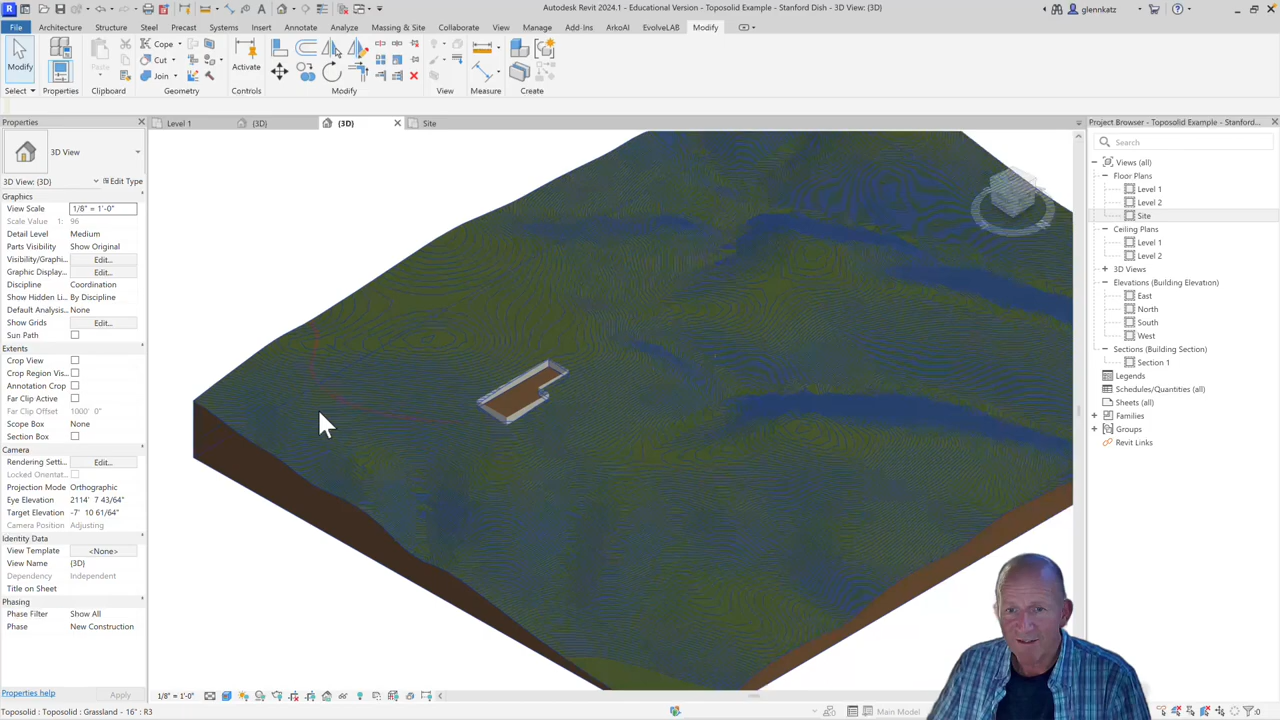 Autodesk Revit 2024.1 - Educational Version - Toposolid Example - Stanford Dish - 3D View: {3D}
glennkatz
File Architecture Structure Steel Precast Systems Insert Annotate Analyze Massing & Site Collaborate View Manage Add-Ins ArkoAI EvolveLAB Modify
Modify
Paste
Cope
Cut
Join
Activate
Select Properties Clipboard Geometry Controls Modify View Measure Create
Properties
3D View
3D View: {3D}
Edit Type
Graphics
View Scale 1/8" = 1'-0"
Scale Value 1: 96
Detail Level Medium
Parts Visibility Show Original
Visibility/Graphi... Edit...
Graphic Display... Edit...
Discipline Coordination
Show Hidden Li... By Discipline
Default Analysis... None
Show Grids Edit...
Sun Path
Extents
Crop View
Crop Region Vis...
Annotation Crop
Far Clip Active
Far Clip Offset 1000' 0"
Scope Box None
Section Box
Camera
Rendering Setti... Edit...
Locked Orientat...
Projection Mode Orthographic
Eye Elevation 2114' 7 43/64"
Target Elevation -7' 10 61/64"
Camera Position Adjusting
Identity Data
View Template <None>
View Name {3D}
Dependency Independent
Title on Sheet
Phasing
Phase Filter Show All
Phase New Construction
Properties help
Apply
Level 1 {3D} {3D} Site
Project Browser - Toposolid Example - Stanford...
Search
Views (all)
Floor Plans
Level 1
Level 2
Site
Ceiling Plans
Level 1
Level 2
3D Views
Elevations (Building Elevation)
East
North
South
West
Sections (Building Section)
Section 1
Legends
Schedules/Quantities (all)
Sheets (all)
Families
Groups
Revit Links
1/8" = 1'-0"
Toposolid : Toposolid : Grassland - 16" : R3
:0
Main Model
:0